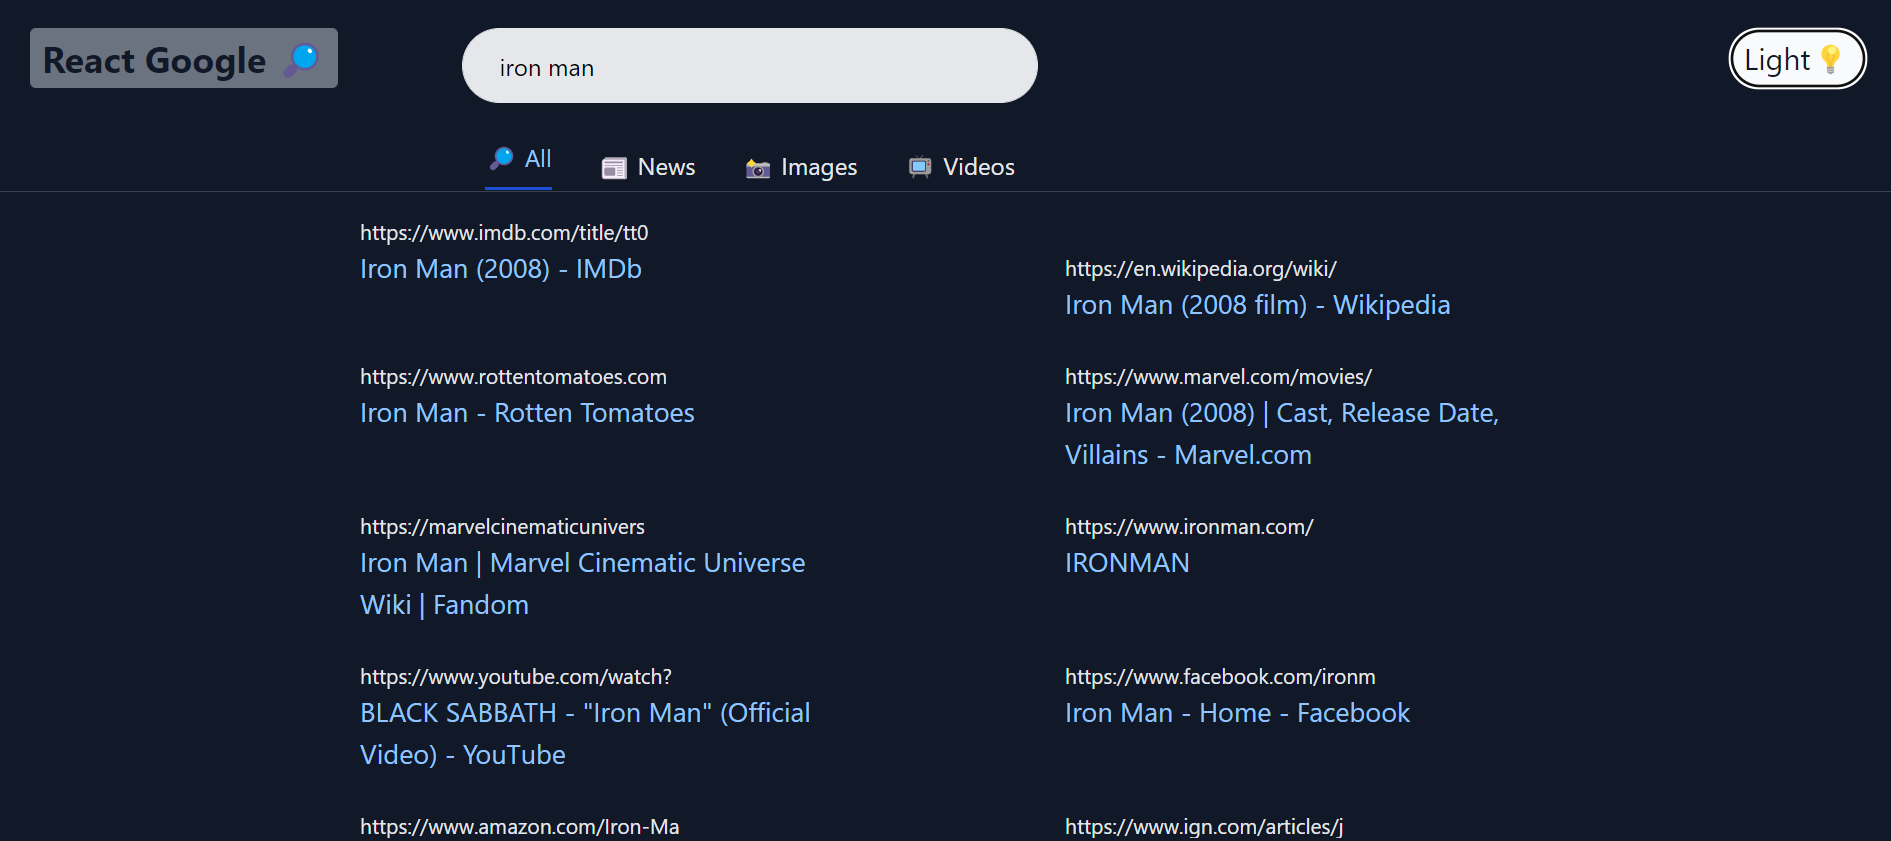 React Google
iron man
Light
All
News
Images
Videos
https://www.imdb.com/title/tt0
Iron Man (2008) - IMDb
https://en.wikipedia.org/wiki/
Iron Man (2008 film) - Wikipedia
https://www.rottentomatoes.com
Iron Man - Rotten Tomatoes
https://www.marvel.com/movies/
Iron Man (2008) | Cast, Release Date,
Villains - Marvel.com
https://marvelcinematicunivers
Iron Man | Marvel Cinematic Universe
Wiki | Fandom
https://www.ironman.com/
IRONMAN
https://www.youtube.com/watch?
BLACK SABBATH - "Iron Man" (Official
Video) - YouTube
https://www.facebook.com/ironm
Iron Man - Home - Facebook
https://www.amazon.com/Iron-Ma
https://www.ign.com/articles/j